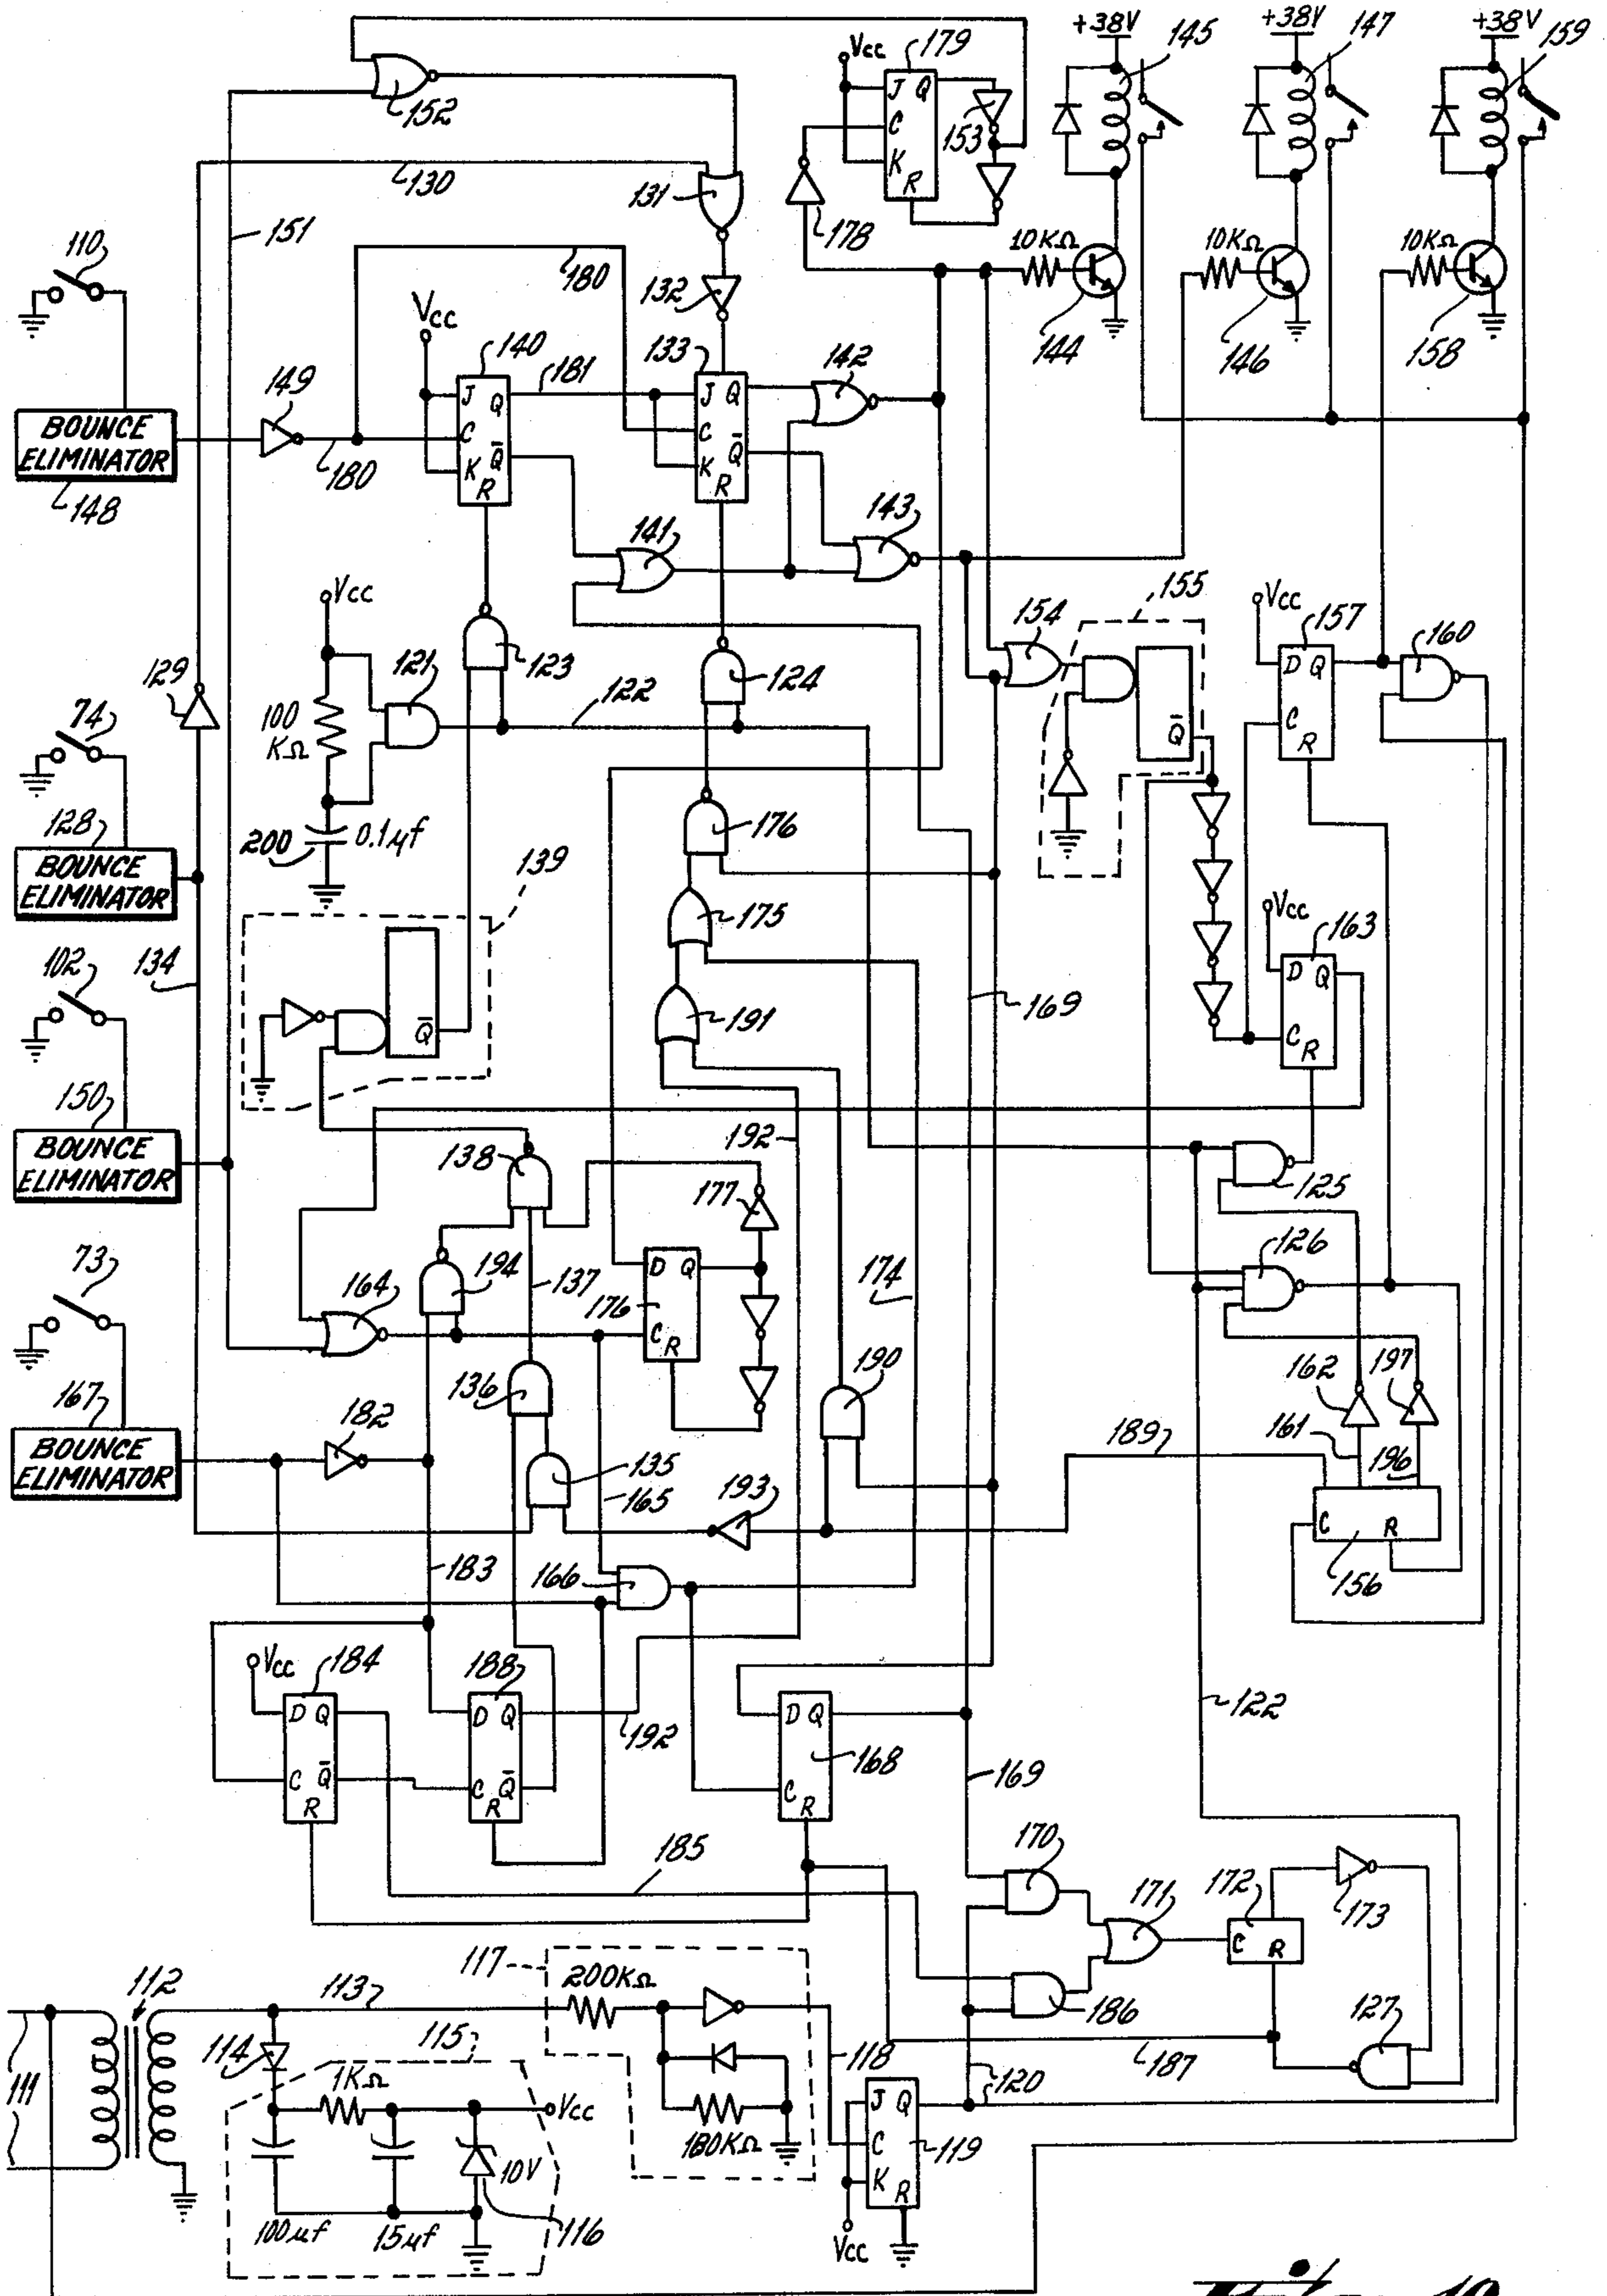 +38V 145 +38V 147 +38V 159
Vcc 179
J Q
C
K
R
152
153
130
131
178
151
110
180
132
10KΩ 10KΩ 10KΩ
144 146 158
Vcc
140 181 133 142
149
J Q J Q
C C
K Q̄ K Q̄
R R
BOUNCE
ELIMINATOR
180
148
141 143
Vcc
155
154
Vcc 157 160
D Q
C
R
129
121 123 124
122
74
100
KΩ
Q̄
128
200 0.1μf
176
BOUNCE
ELIMINATOR
139
175
Vcc 163
D Q
C
R
102 134
191
169
Q̄
150
BOUNCE
ELIMINATOR
192
138
177
125
126
73
194 137
164
D Q
176
C
R
174
190
162 197
136
167
182
BOUNCE
ELIMINATOR
135
165
193
189
161 196
C R
156
183
166
Vcc 184 188
D Q D Q
C Q̄ C Q̄
R R
192
D Q
168
C
R
122
169
185
170
171
172
C R
173
186
127
187
112
113
117
200KΩ
114 115
118
120
111
1KΩ
Vcc
180KΩ
10V
J Q
C
K
R
119
100μf 15μf 116
Vcc